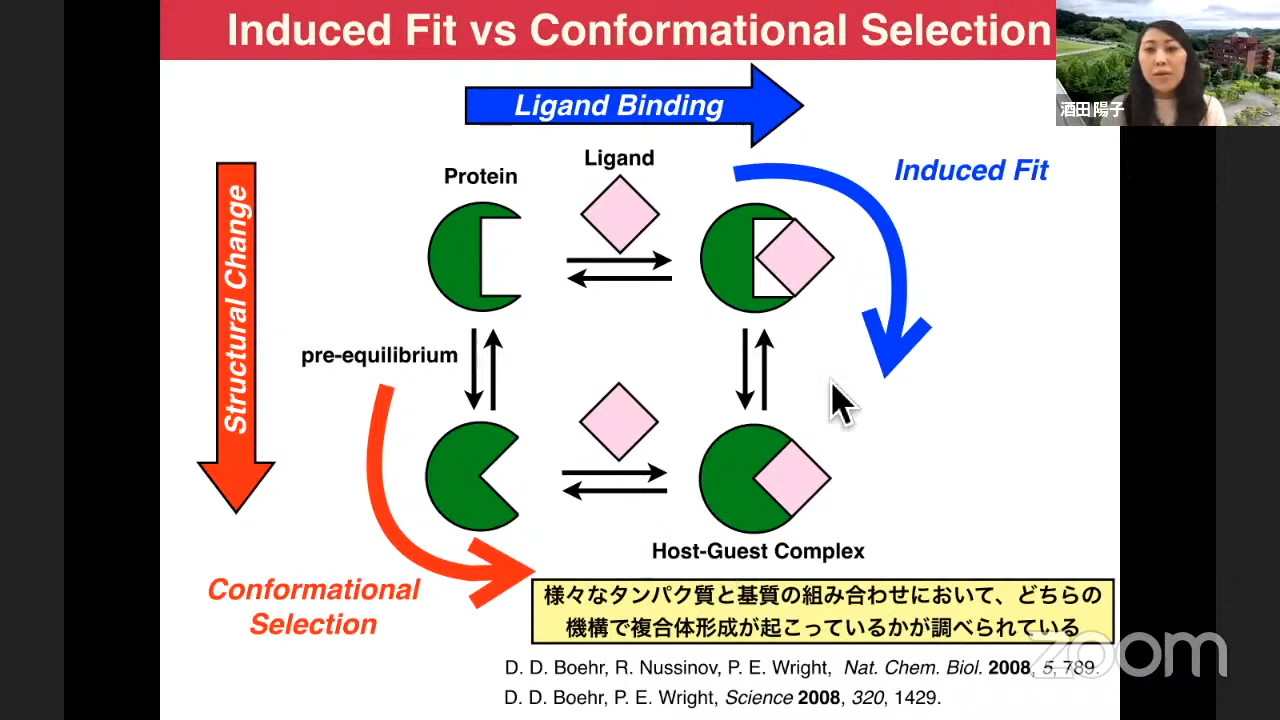 Induced Fit vs Conformational Selection
酒田 陽子
Ligand Binding
Ligand
Protein
Induced Fit
Structural Change
pre-equilibrium
Host-Guest Complex
Conformational
Selection
様々なタンパク質と基質の組み合わせにおいて、どちらの
機構で複合体形成が起こっているかが調べられている
zoom
D. D. Boehr, R. Nussinov, P. E. Wright, Nat. Chem. Biol. 2008, 5, 789.
D. D. Boehr, P. E. Wright, Science 2008, 320, 1429.